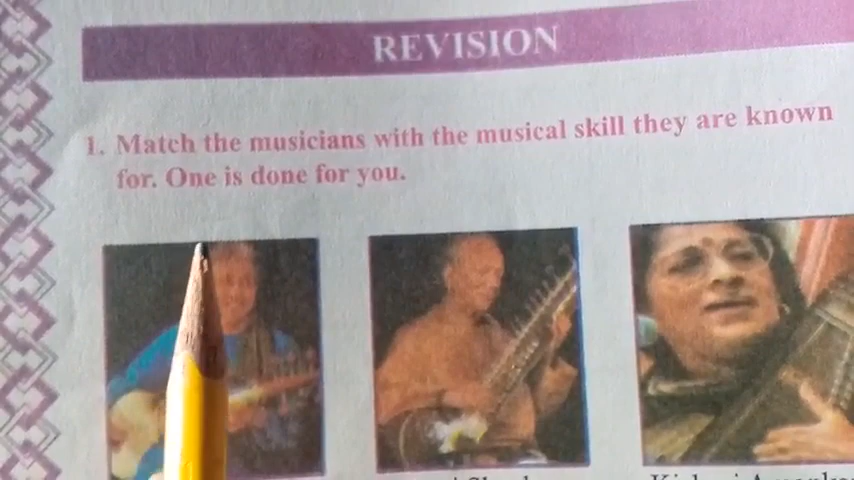 REVISION
1. Match the musicians with the musical skill they are known
for. One is done for you.